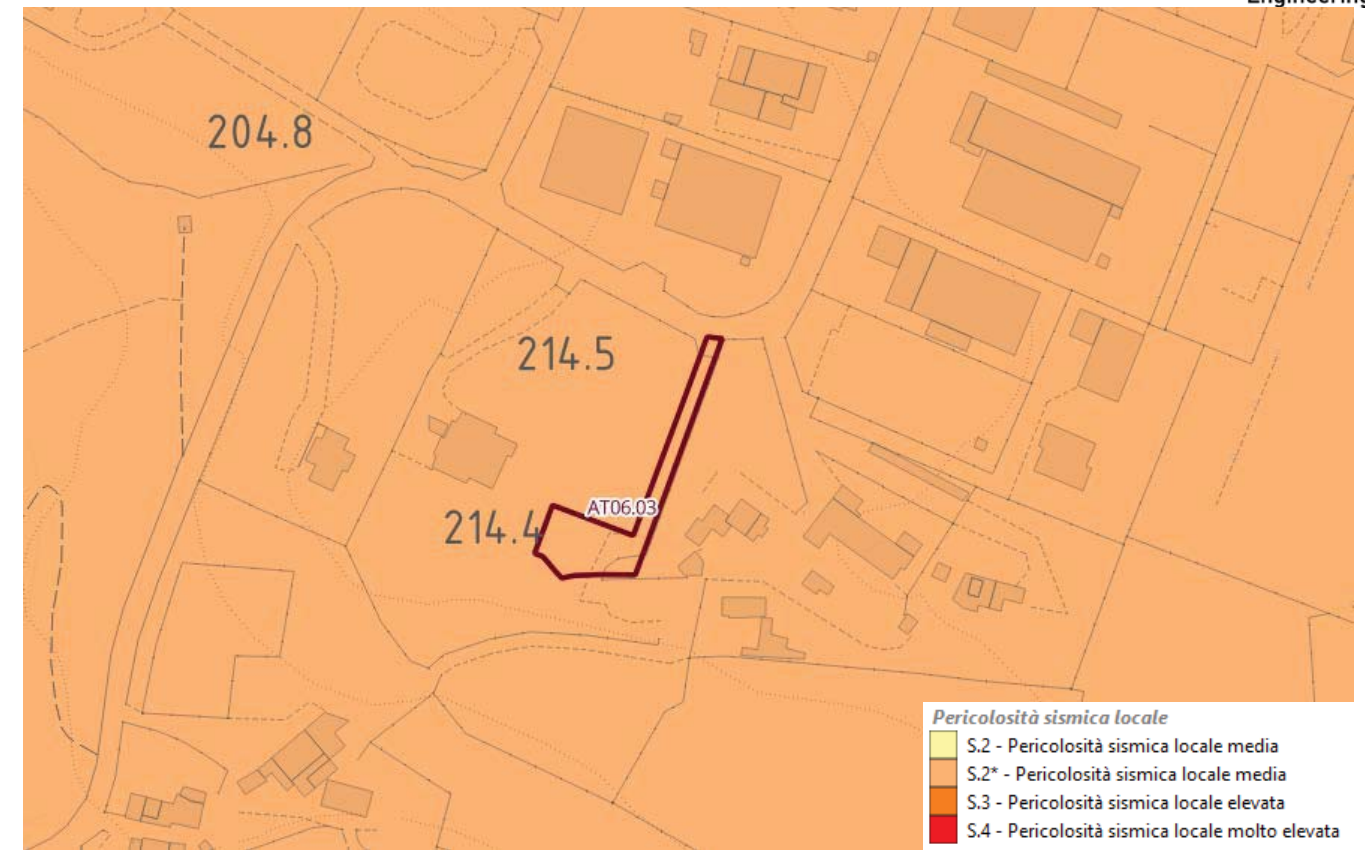 Engineering
204.8
214.5
AT06.03
214.4
Pericolosità sismica locale
S.2 - Pericolosità sismica locale media
S.2* - Pericolosità sismica locale media
S.3 - Pericolosità sismica locale elevata
S.4 - Pericolosità sismica locale molto elevata